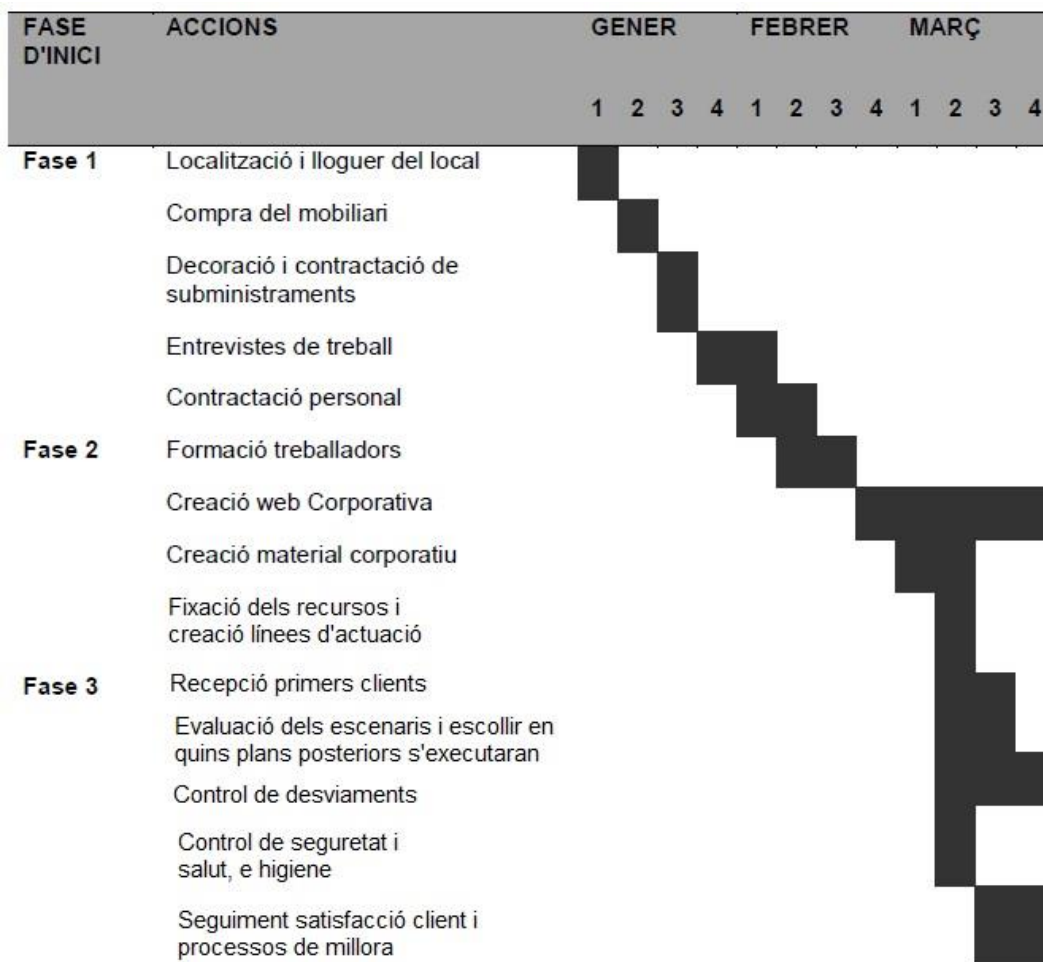 FASE ACCIONS GENER FEBRER MARÇ
D'INICI
1 2 3 4 1 2 3 4 1 2 3 4
Fase 1 Localització i lloguer del local
Compra del mobiliari
Decoració i contractació de
subministraments
Entrevistes de treball
Contractació personal
Fase 2 Formació treballadors
Creació web Corporativa
Creació material corporatiu
Fixació dels recursos i
creació línees d'actuació
Fase 3 Recepció primers clients
Evaluació dels escenaris i escollir en
quins plans posteriors s'executaran
Control de desviaments
Control de seguretat i
salut, e higiene
Seguiment satisfacció client i
processos de millora